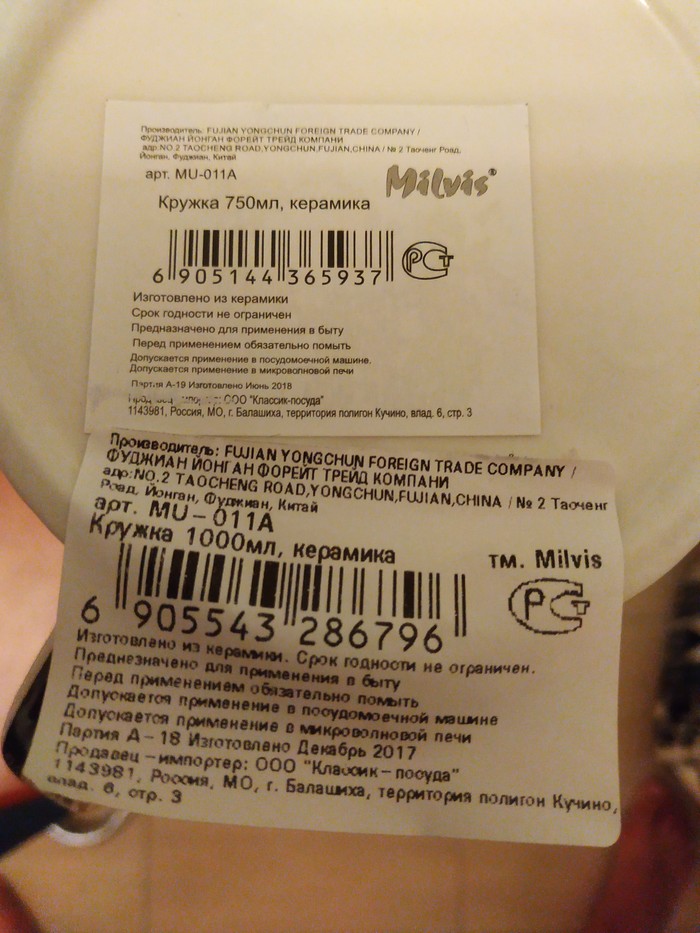 Производитель: FUJIAN YONGCHUN FOREIGN TRADE COMPANY /
ФУДЖИАН ЙОНГАН ФОРЕЙТ ТРЕЙД КОМПАНИ
адр:NO.2 TAOCHENG ROAD,YONGCHUN,FUJIAN,CHINA / № 2 Таоченг Роад,
Йонган, Фуджиан, Китай
арт. MU-011A
Milvis®
Кружка 750мл, керамика
6 905144 365937
РСТ
Изготовлено из керамики
Срок годности не ограничен
Предназначено для применения в быту
Перед применением обязательно помыть
Допускается применение в посудомоечной машине.
Допускается применение в микроволновой печи
Партия А-19 Изготовлено Июнь 2018
ООО "Классик-посуда"
1143981, Россия, МО, г. Балашиха, территория полигон Кучино, влад. 6, стр. 3
Производитель: FUJIAN YONGCHUN FOREIGN TRADE COMPANY /
ФУДЖИАН ЙОНГАН ФОРЕЙТ ТРЕЙД КОМПАНИ
адр:NO.2 TAOCHENG ROAD,YONGCHUN,FUJIAN,CHINA / № 2 Таоченг
Роад, Йонган, Фуджиан, Китай
арт. MU-011A
Кружка 1000мл, керамика
тм. Milvis
6 905543 286796
РСТ
Изготовлено из керамики. Срок годности не ограничен.
Предназначено для применения в быту
Перед применением обязательно помыть
Допускается применение в посудомоечной машине
Допускается применение в микроволновой печи
Партия А-18 Изготовлено Декабрь 2017
Продавец-импортер: ООО "Классик-посуда"
1143981, Россия, МО, г. Балашиха, территория полигон Кучино,
влад. 6, стр. 3